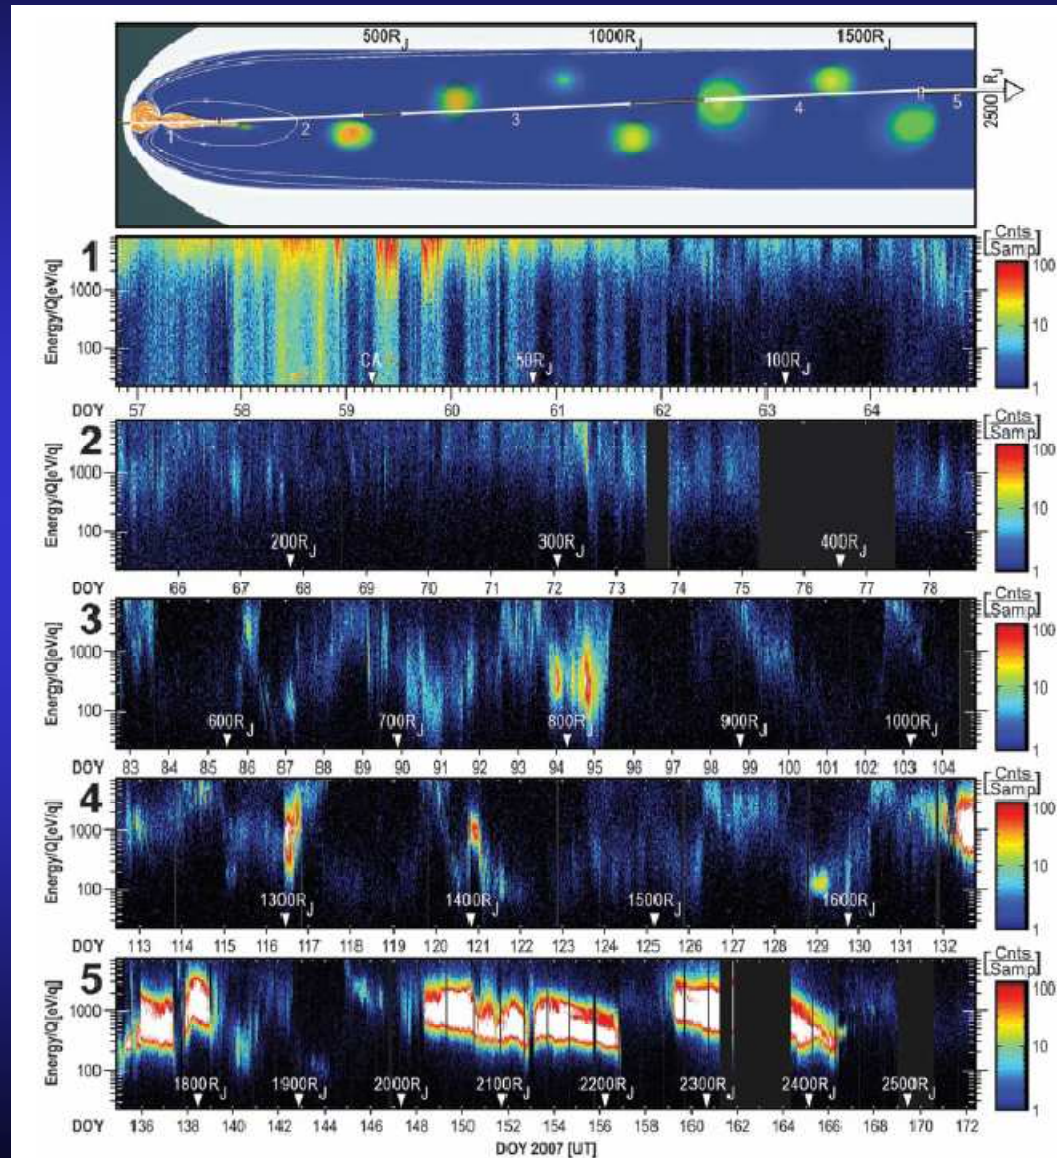 500RJ 1000RJ 1500RJ
1 2 3 4 5
2500 RJ
1
Energy/Q[eV/q]
1000
100
CA 50RJ 100RJ
Cnts
Samp
100
10
1
DOY 57 58 59 60 61 62 63 64
2
Energy/Q[eV/q]
1000
100
200RJ 300RJ 400RJ
Cnts
Samp
100
10
1
DOY 66 67 68 69 70 71 72 73 74 75 76 77 78
3
Energy/Q[eV/q]
1000
100
600RJ 700RJ 800RJ 900RJ 1000RJ
Cnts
Samp
100
10
1
DOY 83 84 85 86 87 88 89 90 91 92 93 94 95 96 97 98 99 100 101 102 103 104
4
Energy/Q[eV/q]
1000
100
1300RJ 1400RJ 1500RJ 1600RJ
Cnts
Samp
100
10
1
DOY 113 114 115 116 117 118 119 120 121 122 123 124 125 126 127 128 129 130 131 132
5
Energy/Q[eV/q]
1000
100
1800RJ 1900RJ 2000RJ 2100RJ 2200RJ 2300RJ 2400RJ 2500RJ
Cnts
Samp
100
10
1
DOY 136 138 140 142 144 146 148 150 152 154 156 158 160 162 164 166 168 170 172
DOY 2007 [UT]